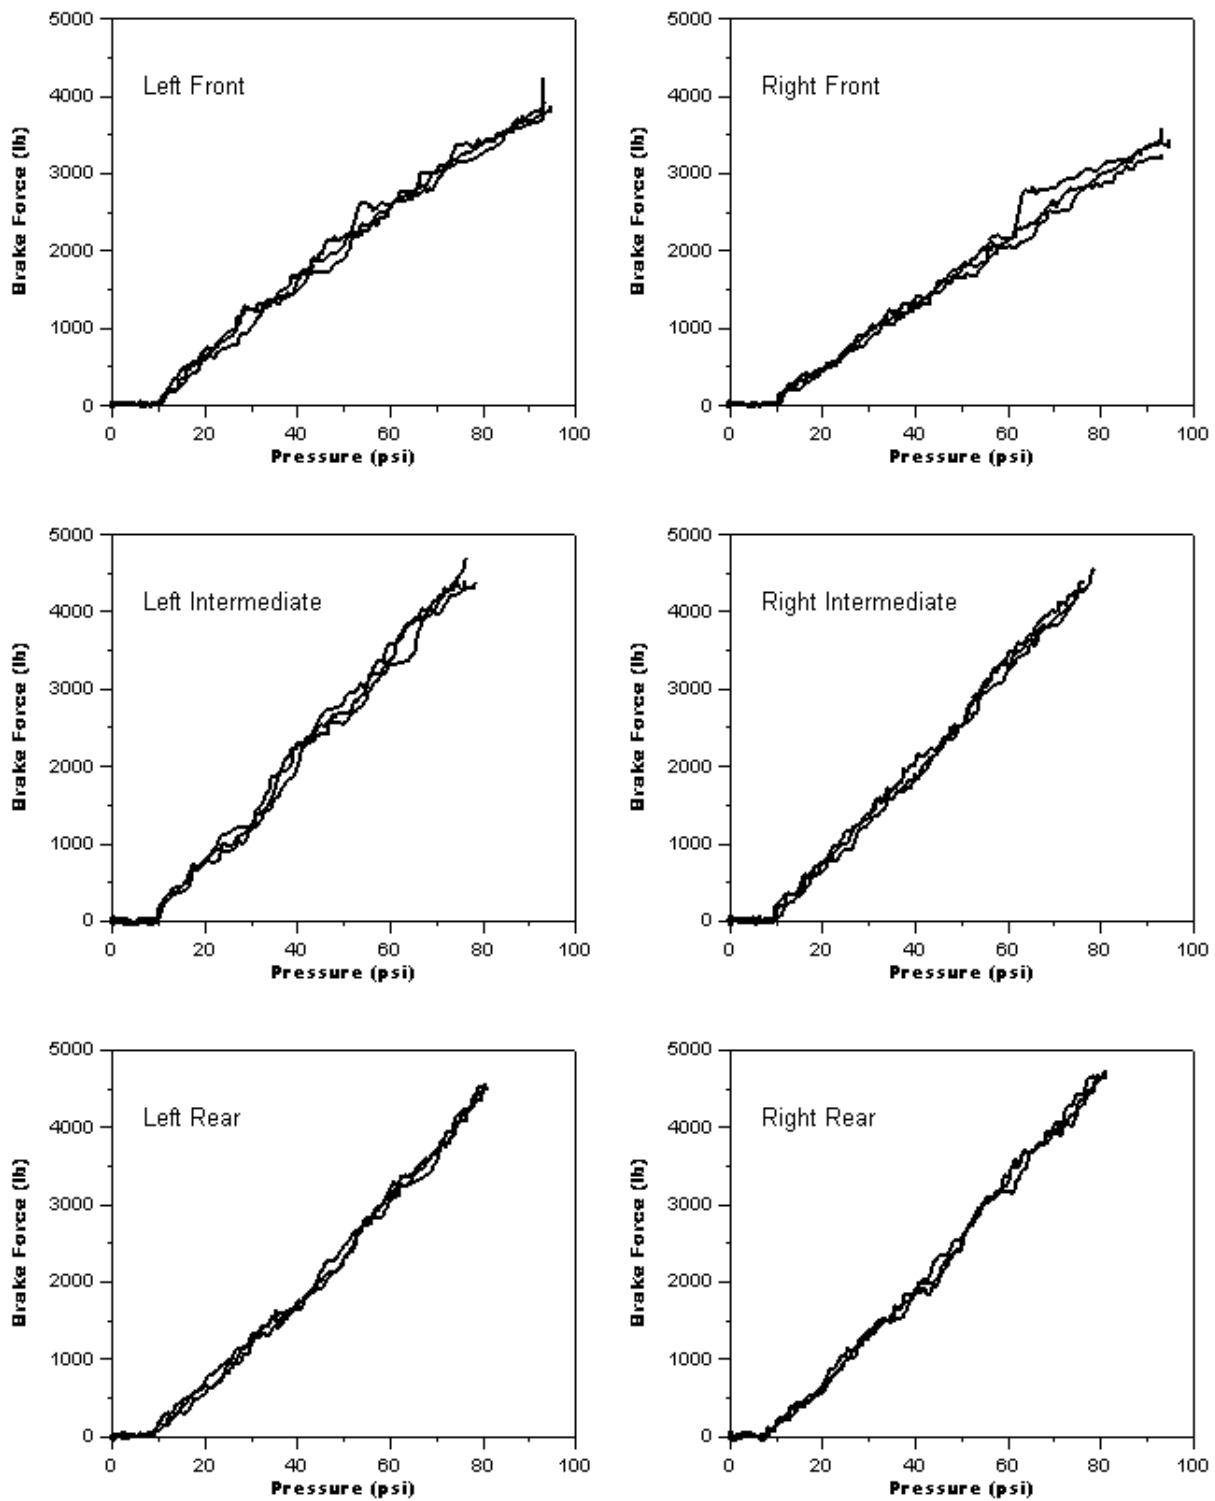 5000
4000
3000
2000
1000
0
Brake Force (lb)
Left Front
0 20 40 60 80 100
Pressure (psi)
5000
4000
3000
2000
1000
0
Brake Force (lb)
Right Front
0 20 40 60 80 100
Pressure (psi)
5000
4000
3000
2000
1000
0
Brake Force (lb)
Left Intermediate
0 20 40 60 80 100
Pressure (psi)
5000
4000
3000
2000
1000
0
Brake Force (lb)
Right Intermediate
0 20 40 60 80 100
Pressure (psi)
5000
4000
3000
2000
1000
0
Brake Force (lb)
Left Rear
0 20 40 60 80 100
Pressure (psi)
5000
4000
3000
2000
1000
0
Brake Force (lb)
Right Rear
0 20 40 60 80 100
Pressure (psi)